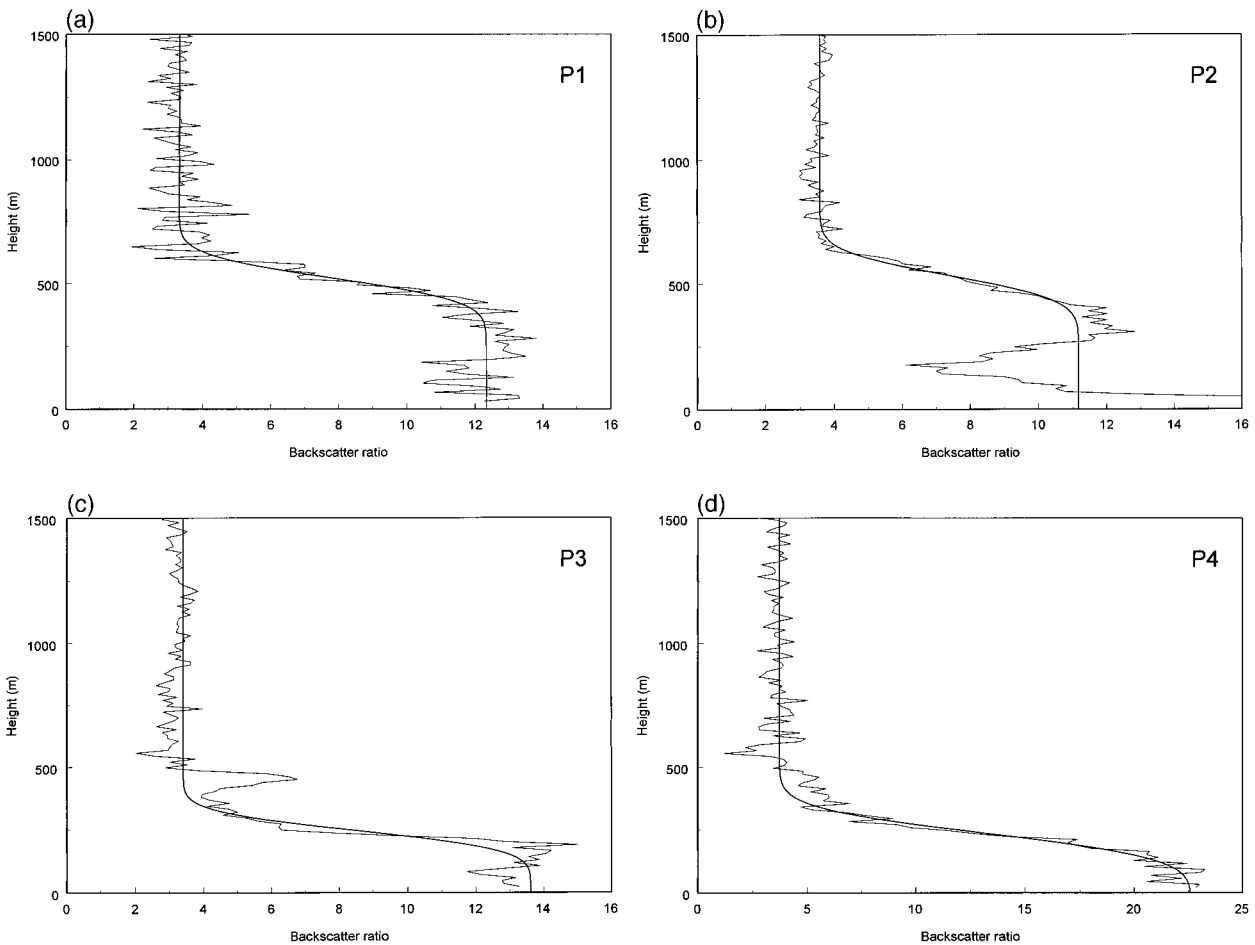 (a)
P1
1500
1000
500
0
Height (m)
0 2 4 6 8 10 12 14 16
Backscatter ratio
(b)
P2
1500
1000
500
0
Height (m)
0 2 4 6 8 10 12 14 16
Backscatter ratio
(c)
P3
1500
1000
500
0
Height (m)
0 2 4 6 8 10 12 14 16
Backscatter ratio
(d)
P4
1500
1000
500
0
Height (m)
0 5 10 15 20 25
Backscatter ratio